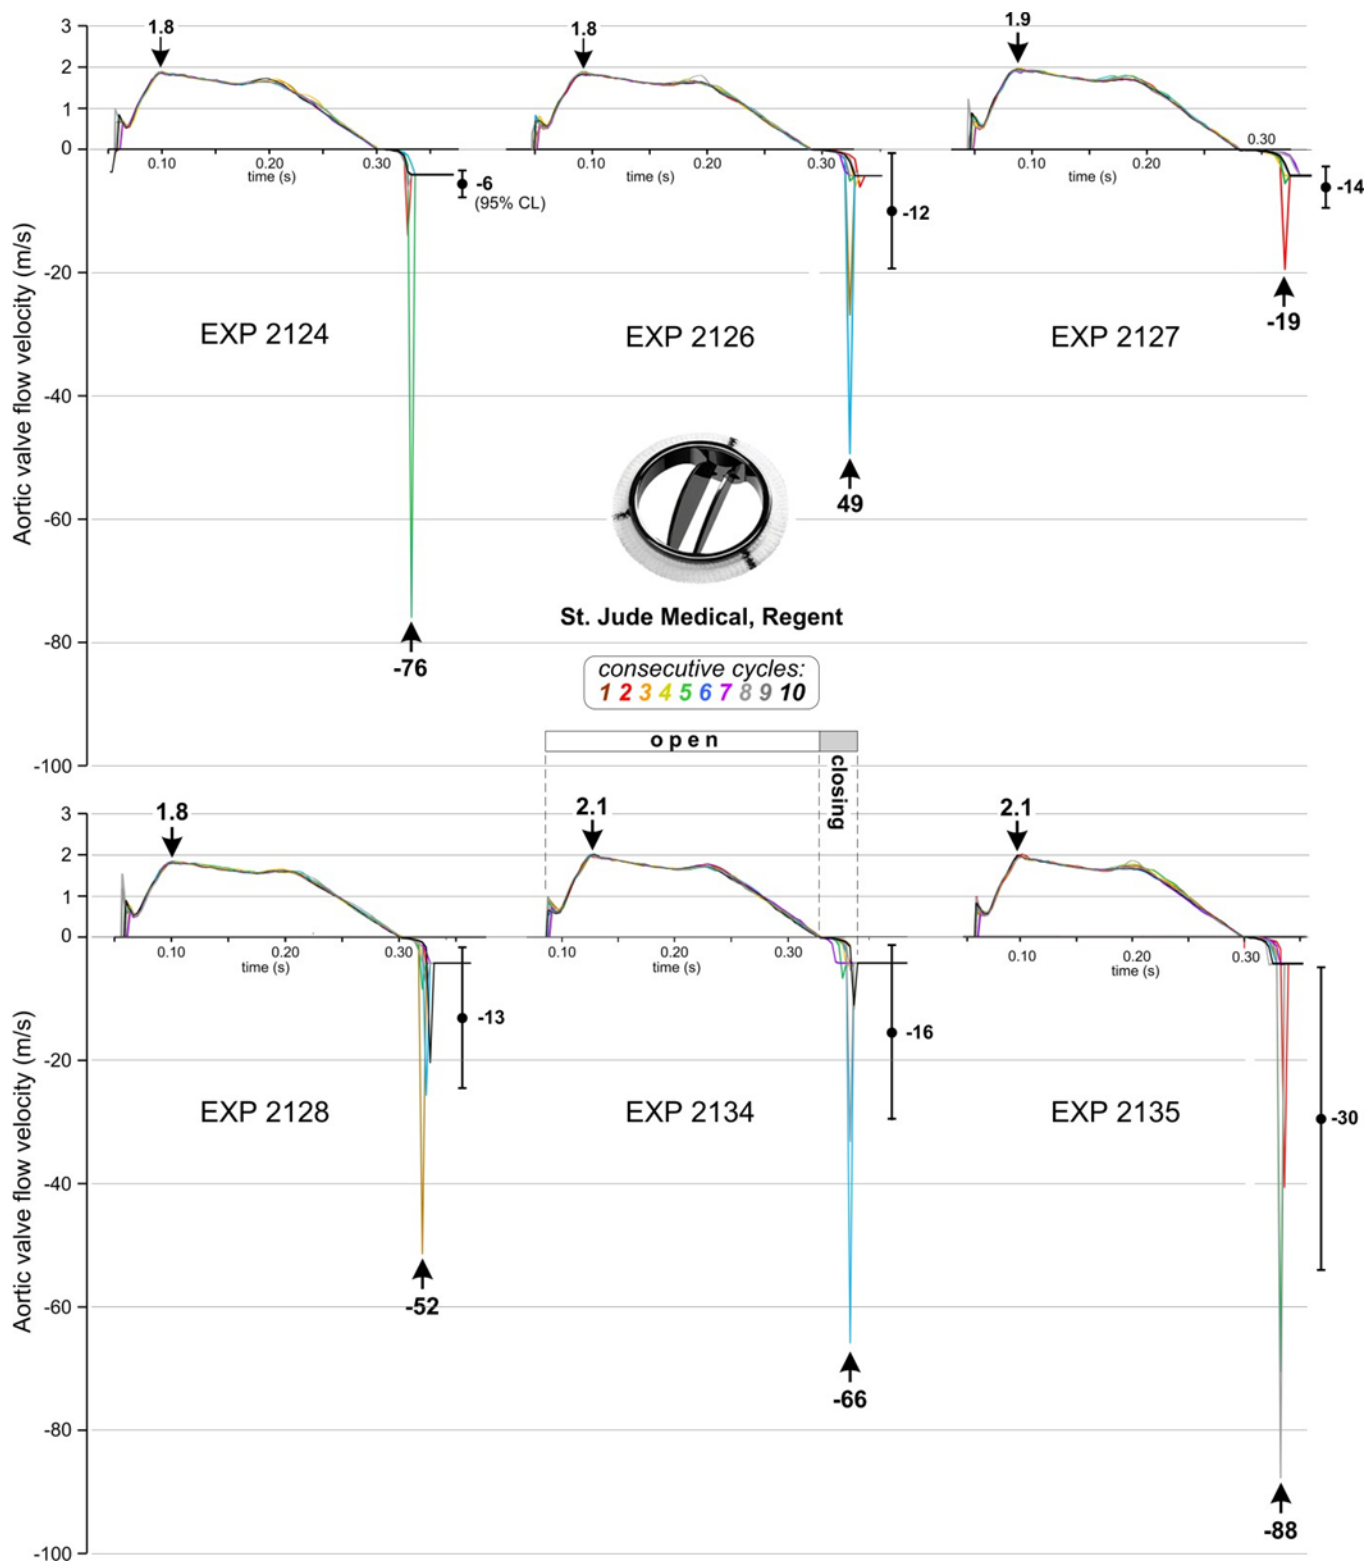 3
2
1
0
-20
-40
-60
-80
-100
Aortic valve flow velocity (m/s)
1.8
0.10
0.20
0.30
time (s)
-6
(95% CL)
EXP 2124
-76
1.8
0.10
0.20
0.30
time (s)
-12
EXP 2126
49
1.9
0.10
0.20
0.30
time (s)
-14
EXP 2127
-19
St. Jude Medical, Regent
consecutive cycles:
1 2 3 4 5 6 7 8 9 10
open
closing
3
2
1
0
-20
-40
-60
-80
-100
Aortic valve flow velocity (m/s)
1.8
0.10
0.20
0.30
time (s)
-13
EXP 2128
-52
2.1
0.10
0.20
0.30
time (s)
-16
EXP 2134
-66
2.1
0.10
0.20
0.30
time (s)
-30
EXP 2135
-88